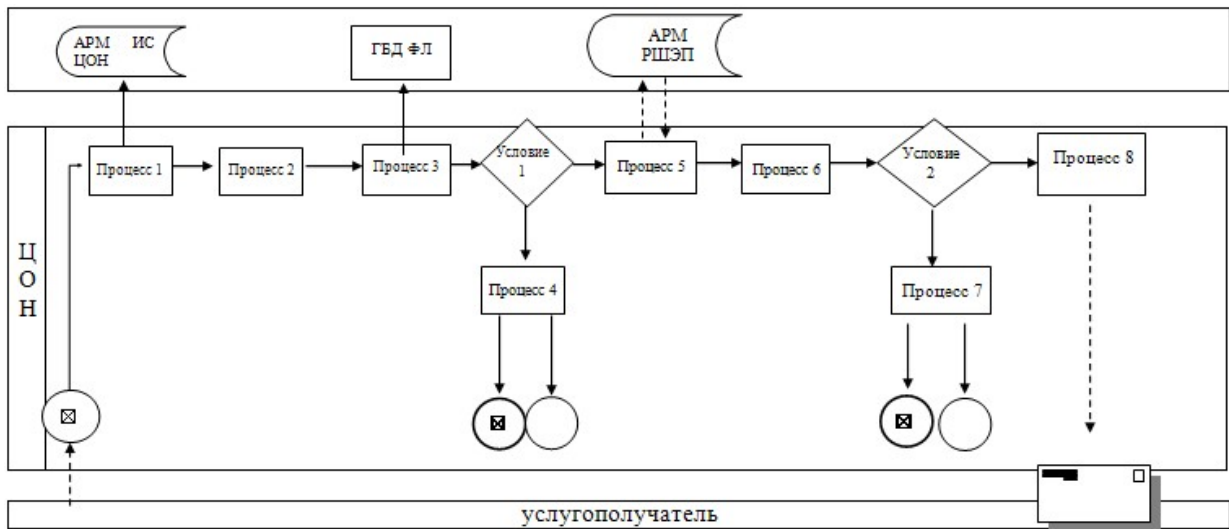 АРМ ИС
ЦОН
ГБД ФЛ
АРМ
РШЭП
ЦОН
Процесс 1
Процесс 2
Процесс 3
Условие
1
Процесс 5
Процесс 6
Условие
2
Процесс 8
Процесс 4
Процесс 7
услугополучатель